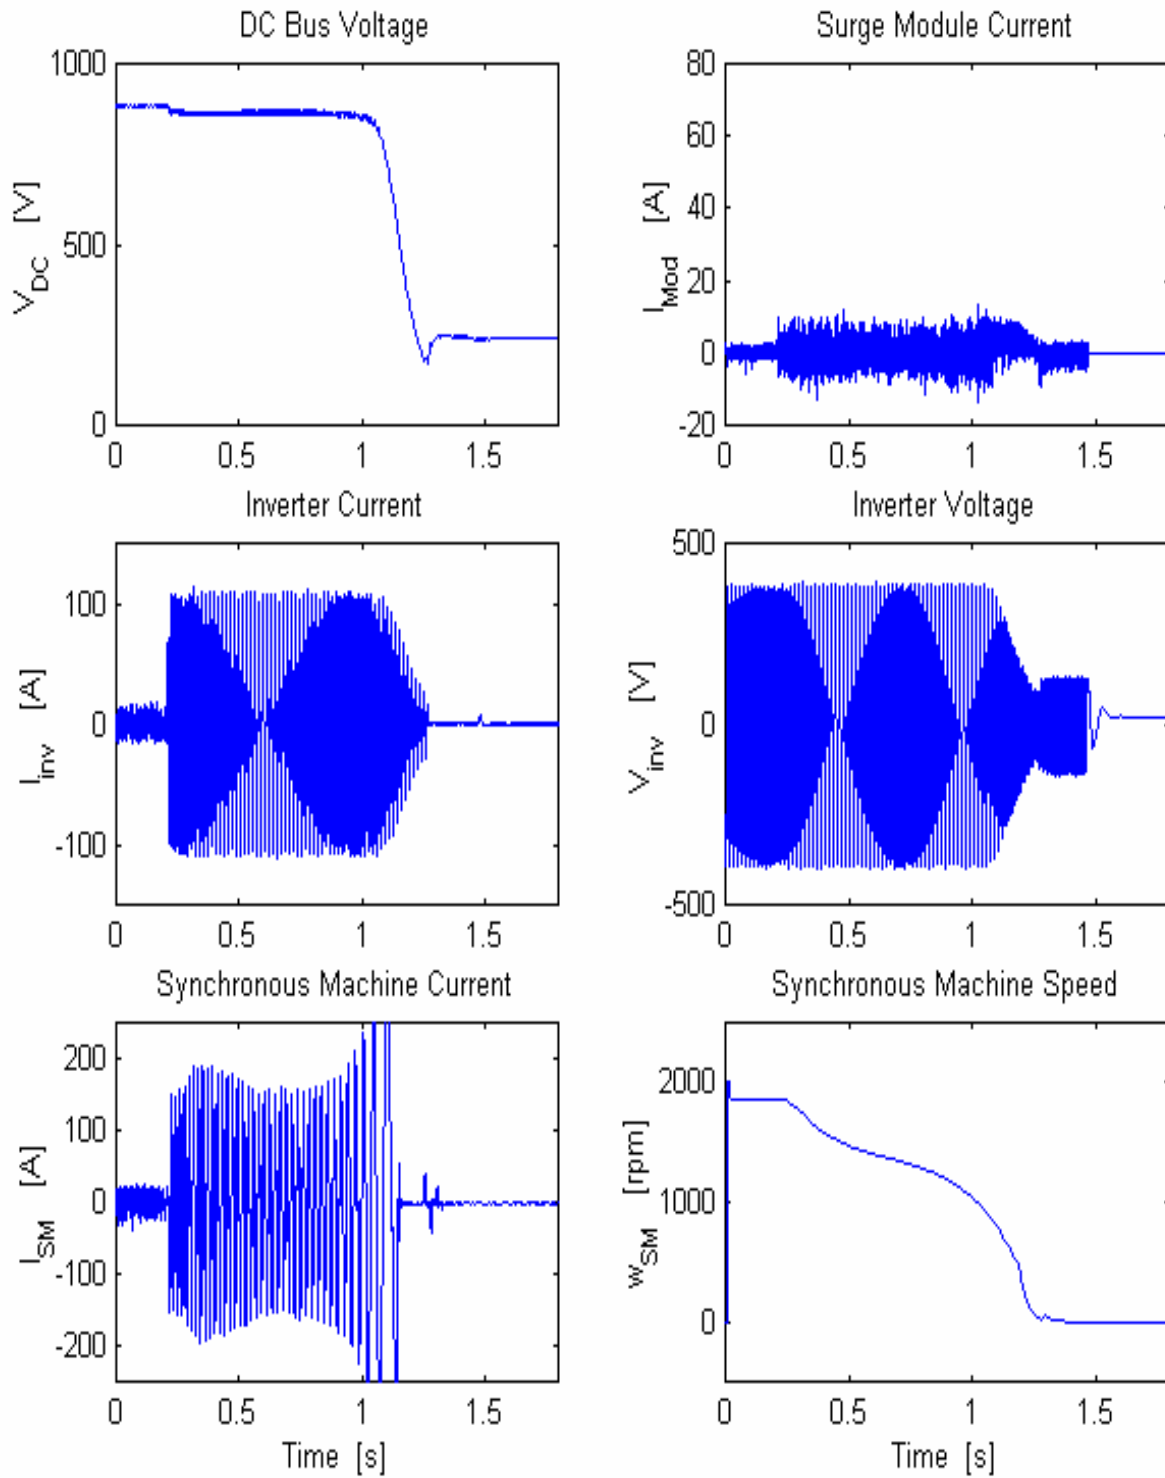 DC Bus Voltage
V_DC [V]
1000
500
0
0 0.5 1 1.5
Surge Module Current
I_Mod [A]
80
60
40
20
0
-20
0 0.5 1 1.5
Inverter Current
I_inv [A]
100
0
-100
0 0.5 1 1.5
Inverter Voltage
V_inv [V]
500
0
-500
0 0.5 1 1.5
Synchronous Machine Current
I_SM [A]
200
100
0
-100
-200
0 0.5 1 1.5
Time [s]
Synchronous Machine Speed
w_SM [rpm]
2000
1000
0
0 0.5 1 1.5
Time [s]